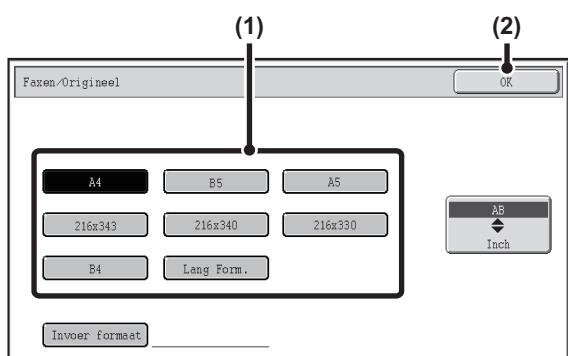 (1) (2)
Faxen/Origineel OK
A4 B5 A5
216x343 216x340 216x330
AB
Inch
B4 Lang Form.
Invoer formaat